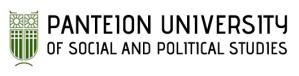 PANTEION UNIVERSITY
OF SOCIAL AND POLITICAL STUDIES